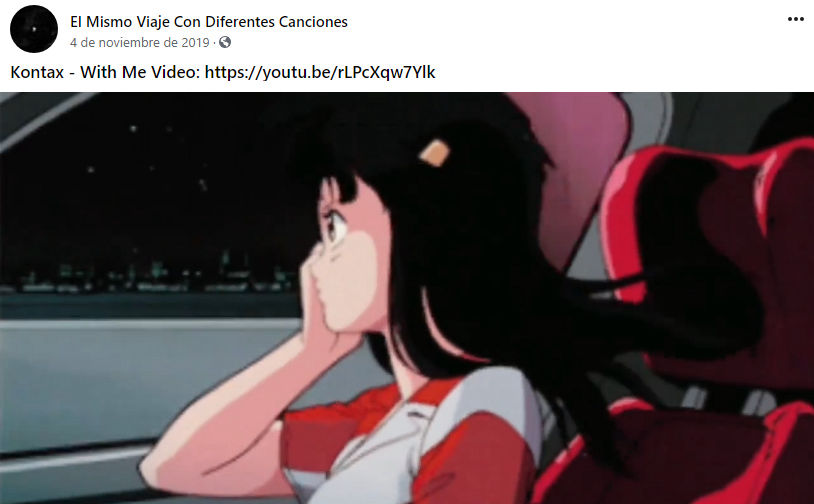 El Mismo Viaje Con Diferentes Canciones
4 de noviembre de 2019 ·
Kontax - With Me Video: https://youtu.be/rLPcXqw7Ylk